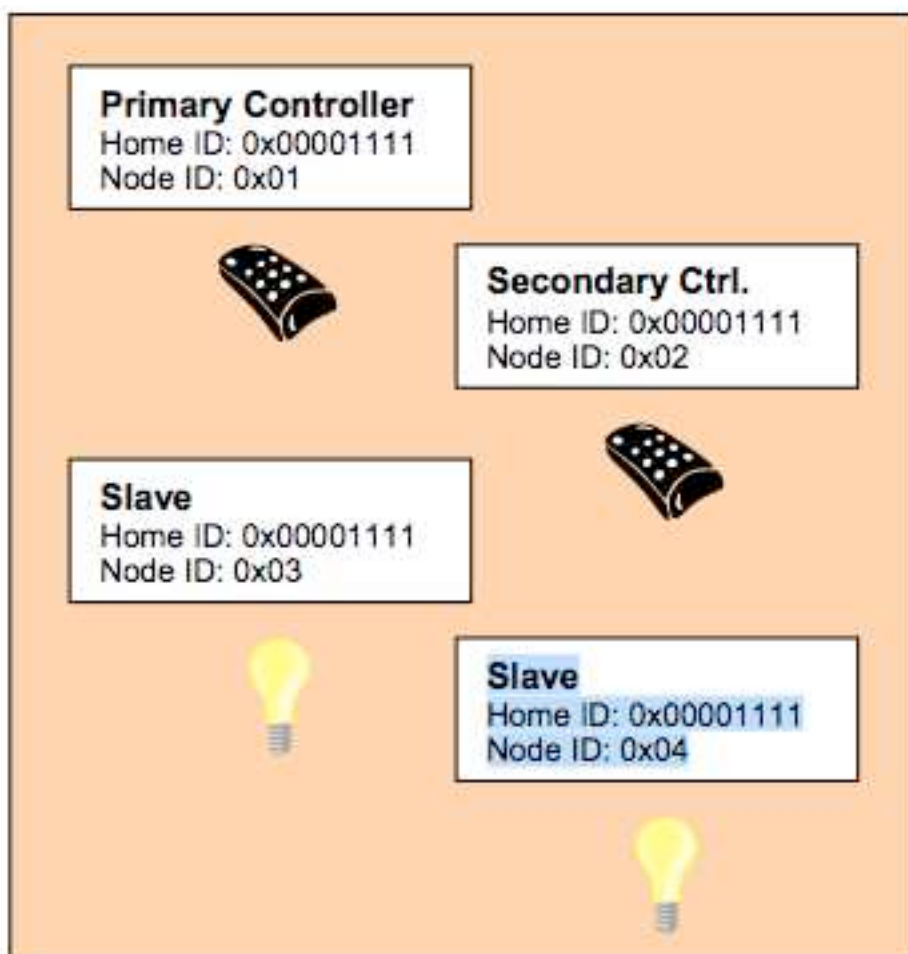 Primary Controller
Home ID: 0x00001111
Node ID: 0x01
Secondary Ctrl.
Home ID: 0x00001111
Node ID: 0x02
Slave
Home ID: 0x00001111
Node ID: 0x03
Slave
Home ID: 0x00001111
Node ID: 0x04